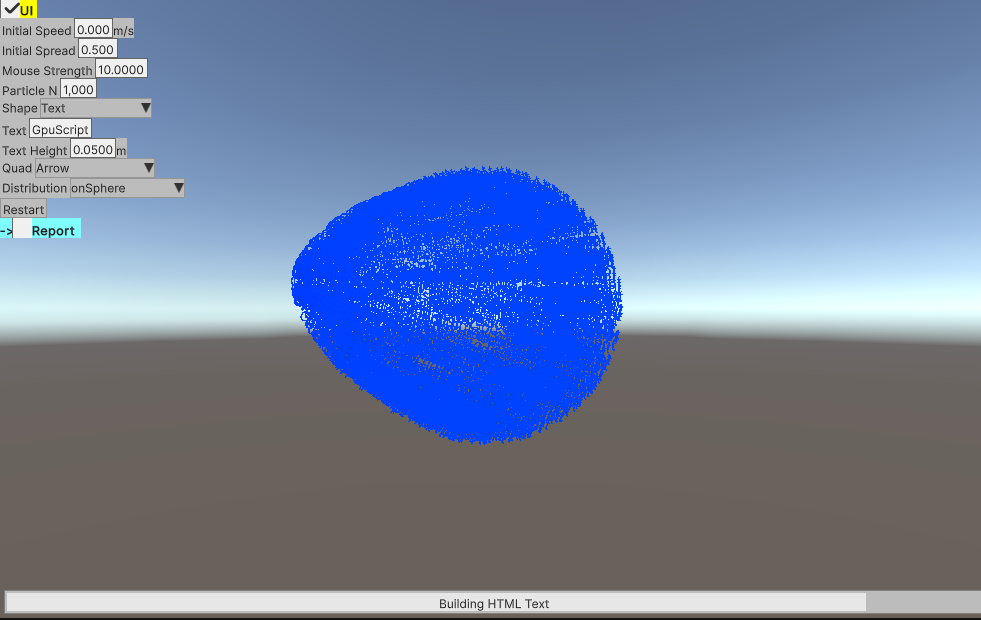 UI
Initial Speed 0.000 m/s
Initial Spread 0.500
Mouse Strength 10.0000
Particle N 1,000
Shape Text
Text GpuScript
Text Height 0.0500 m
Quad Arrow
Distribution onSphere
Restart
-> Report
Building HTML Text